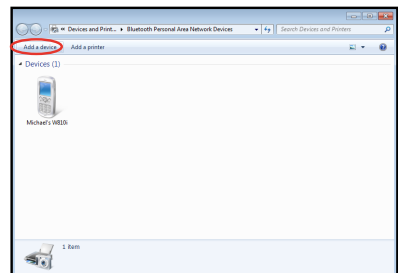 « Devices and Print... ▸ Bluetooth Personal Area Network Devices
Search Devices and Printers
Add a device
Add a printer
Devices (1)
Michael's W810i
1 item